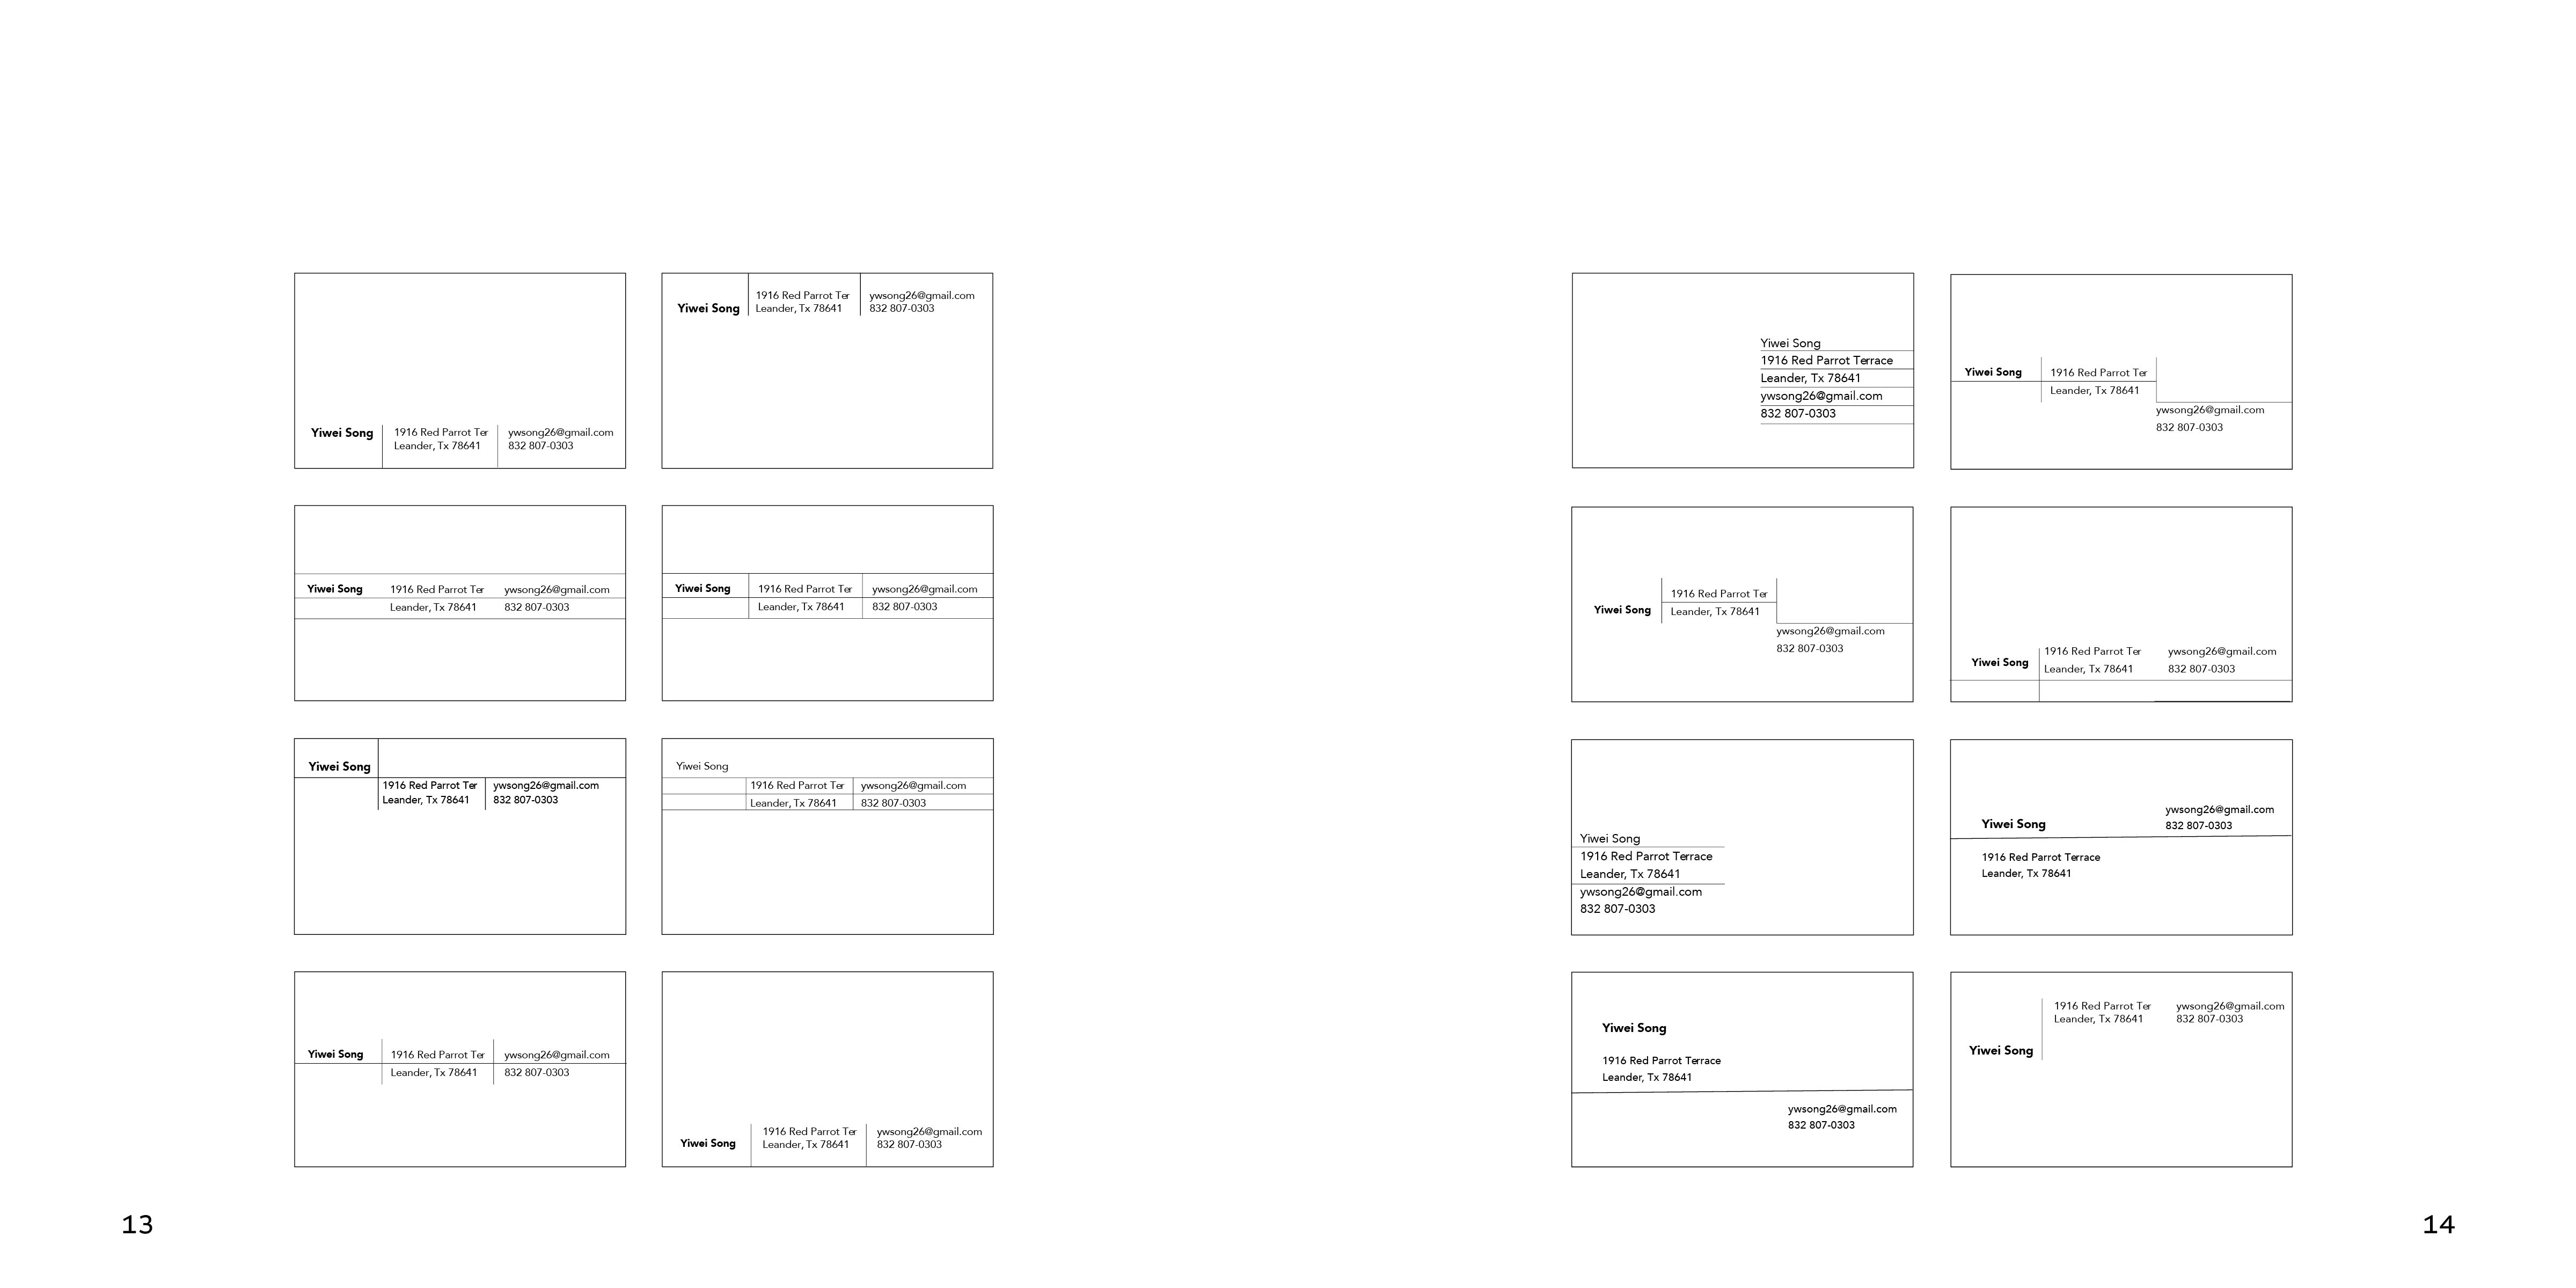 Yiwei Song
1916 Red Parrot Ter
Leander, Tx 78641
ywsong26@gmail.com
832 807-0303
Yiwei Song
1916 Red Parrot Ter
Leander, Tx 78641
ywsong26@gmail.com
832 807-0303
Yiwei Song
1916 Red Parrot Ter
Leander, Tx 78641
ywsong26@gmail.com
832 807-0303
Yiwei Song
1916 Red Parrot Ter
Leander, Tx 78641
ywsong26@gmail.com
832 807-0303
Yiwei Song
1916 Red Parrot Ter
Leander, Tx 78641
ywsong26@gmail.com
832 807-0303
Yiwei Song
1916 Red Parrot Ter
Leander, Tx 78641
ywsong26@gmail.com
832 807-0303
Yiwei Song
1916 Red Parrot Ter
Leander, Tx 78641
ywsong26@gmail.com
832 807-0303
Yiwei Song
1916 Red Parrot Ter
Leander, Tx 78641
ywsong26@gmail.com
832 807-0303
13
Yiwei Song
1916 Red Parrot Terrace
Leander, Tx 78641
ywsong26@gmail.com
832 807-0303
Yiwei Song
1916 Red Parrot Ter
Leander, Tx 78641
ywsong26@gmail.com
832 807-0303
Yiwei Song
1916 Red Parrot Ter
Leander, Tx 78641
ywsong26@gmail.com
832 807-0303
Yiwei Song
1916 Red Parrot Ter
Leander, Tx 78641
ywsong26@gmail.com
832 807-0303
Yiwei Song
1916 Red Parrot Terrace
Leander, Tx 78641
ywsong26@gmail.com
832 807-0303
ywsong26@gmail.com
832 807-0303
Yiwei Song
1916 Red Parrot Terrace
Leander, Tx 78641
Yiwei Song
1916 Red Parrot Terrace
Leander, Tx 78641
ywsong26@gmail.com
832 807-0303
1916 Red Parrot Ter
Leander, Tx 78641
ywsong26@gmail.com
832 807-0303
Yiwei Song
14